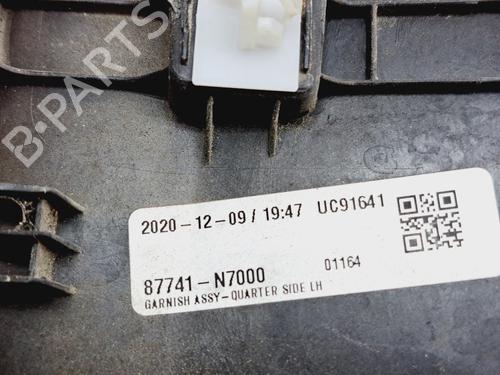 B-PARTS
2020-12-09 / 19:47 UC91641
87741-N7000 01164
GARNISH ASSY-QUARTER SIDE LH